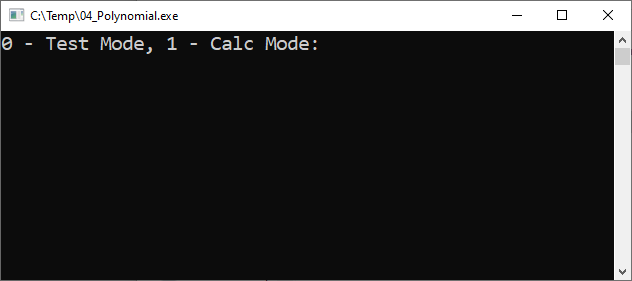 C:\Temp\04_Polynomial.exe
0 - Test Mode, 1 - Calc Mode: